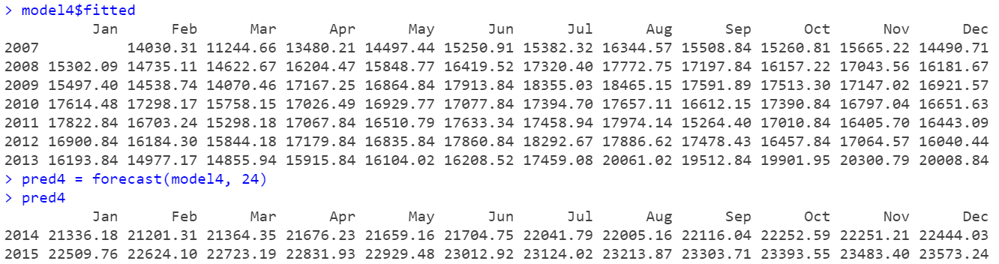 > model4$fitted
Jan Feb Mar Apr May Jun Jul Aug Sep Oct Nov Dec
2007 14030.31 11244.66 13480.21 14497.44 15250.91 15382.32 16344.57 15508.84 15260.81 15665.22 14490.71
2008 15302.09 14735.11 14622.67 16204.47 15848.77 16419.52 17320.40 17772.75 17197.84 16157.22 17043.56 16181.67
2009 15497.40 14538.74 14070.46 17167.25 16864.84 17913.84 18355.03 18465.15 17591.89 17513.30 17147.02 16921.57
2010 17614.48 17298.17 15758.15 17026.49 16929.77 17077.84 17394.70 17657.11 16612.15 17390.84 16797.04 16651.63
2011 17822.84 16703.24 15298.18 17067.84 16510.79 17633.34 17458.94 17974.14 15264.40 17010.84 16405.70 16443.09
2012 16900.84 16184.30 15844.18 17179.84 16835.84 17860.84 18292.67 17886.62 17478.43 16457.84 17064.57 16040.44
2013 16193.84 14977.17 14855.94 15915.84 16104.02 16208.52 17459.08 20061.02 19512.84 19901.95 20300.79 20008.84
> pred4 = forecast(model4, 24)
> pred4
Jan Feb Mar Apr May Jun Jul Aug Sep Oct Nov Dec
2014 21336.18 21201.31 21364.35 21676.23 21659.16 21704.75 22041.79 22005.16 22116.04 22252.59 22251.21 22444.03
2015 22509.76 22624.10 22723.19 22831.93 22929.48 23012.92 23124.02 23213.87 23303.71 23393.55 23483.40 23573.24